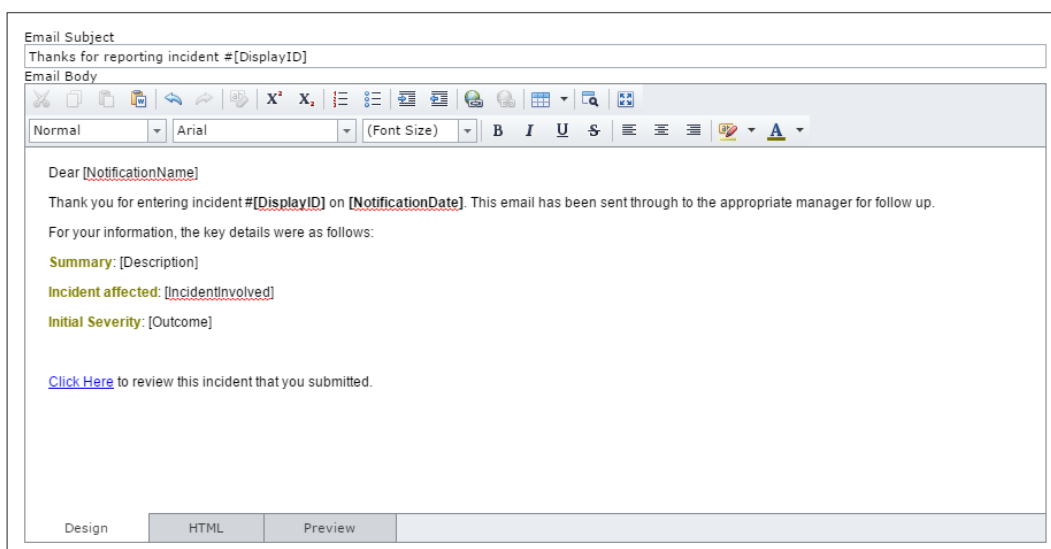 Email Subject
Thanks for reporting incident #[DisplayID]
Email Body
X² X₂
Normal Arial (Font Size) B I U S A
Dear [NotificationName]
Thank you for entering incident #[DisplayID] on [NotificationDate]. This email has been sent through to the appropriate manager for follow up.
For your information, the key details were as follows:
Summary: [Description]
Incident affected: [IncidentInvolved]
Initial Severity: [Outcome]
Click Here to review this incident that you submitted.
Design HTML Preview